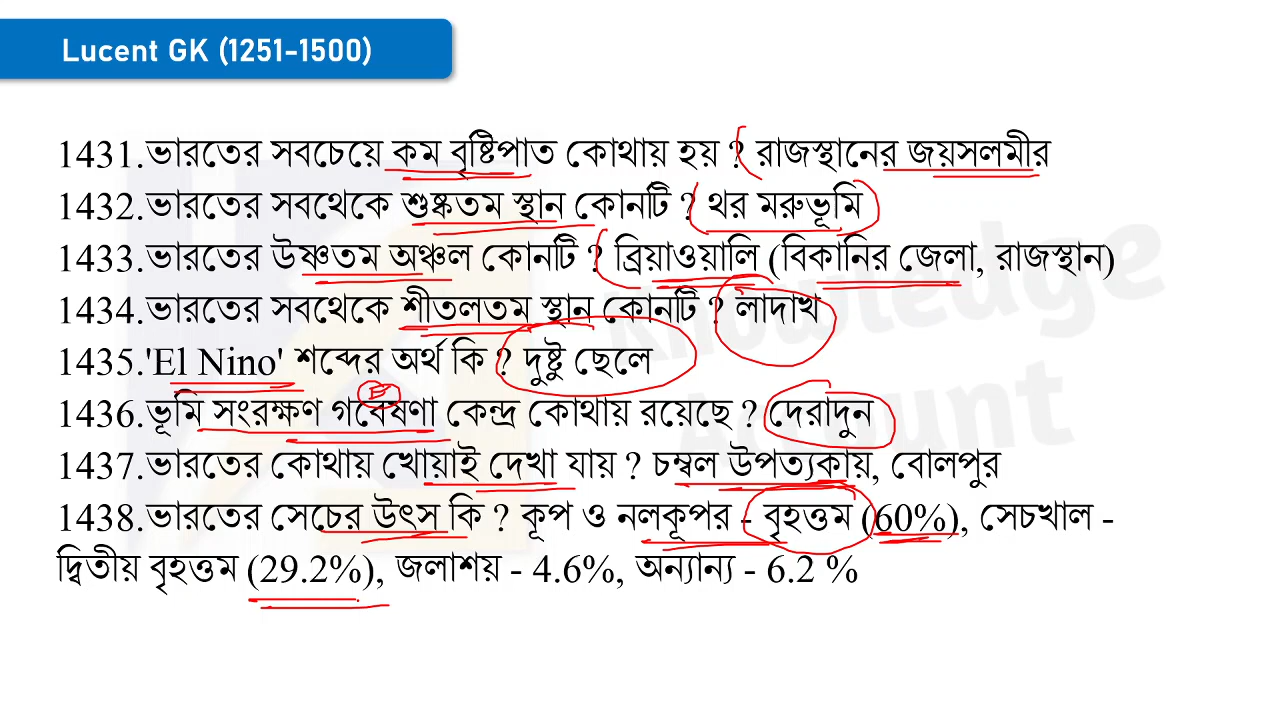 Lucent GK (1251-1500)
1431.ভারতের সবচেয়ে কম বৃষ্টিপাত কোথায় হয় ? রাজস্থানের জয়সলমীর
1432.ভারতের সবথেকে শুষ্কতম স্থান কোনটি ? থর মরুভূমি
1433.ভারতের উষ্ণতম অঞ্চল কোনটি ? ব্রিয়াওয়ালি (বিকানির জেলা, রাজস্থান)
1434.ভারতের সবথেকে শীতলতম স্থান কোনটি ? লাদাখ
1435.'El Nino' শব্দের অর্থ কি ? দুষ্টু ছেলে
1436.ভূমি সংরক্ষণ গবেষণা কেন্দ্র কোথায় রয়েছে ? দেরাদুন
1437.ভারতের কোথায় খোয়াই দেখা যায় ? চম্বল উপত্যকায়, বোলপুর
1438.ভারতের সেচের উৎস কি ? কূপ ও নলকূপর - বৃহত্তম (60%), সেচখাল -
দ্বিতীয় বৃহত্তম (29.2%), জলাশয় - 4.6%, অন্যান্য - 6.2 %
Knowledge
Account